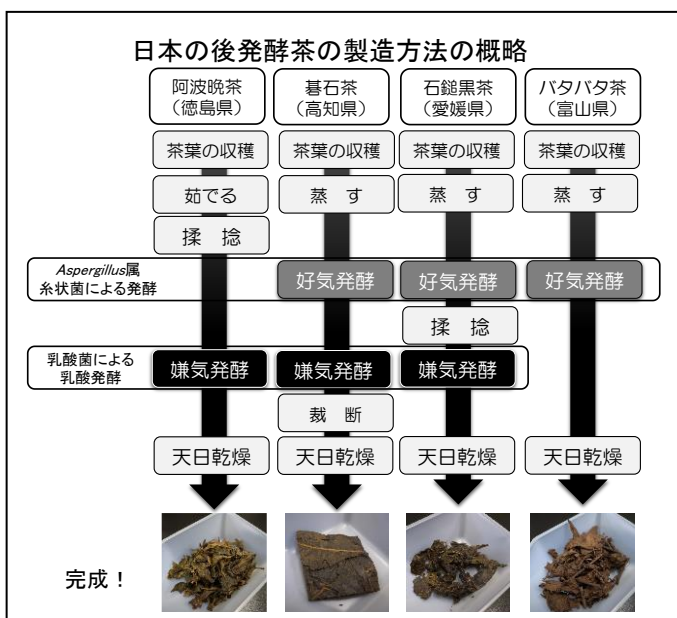 日本の後発酵茶の製造方法の概略
阿波晩茶
(徳島県)
碁石茶
(高知県)
石鎚黒茶
(愛媛県)
バタバタ茶
(富山県)
茶葉の収穫 茶葉の収穫 茶葉の収穫 茶葉の収穫
茹でる 蒸 す 蒸 す 蒸 す
揉 捻
Aspergillus属
糸状菌による発酵
好気発酵 好気発酵 好気発酵
揉 捻
乳酸菌による
乳酸発酵
嫌気発酵 嫌気発酵 嫌気発酵
裁 断
天日乾燥 天日乾燥 天日乾燥 天日乾燥
完成！